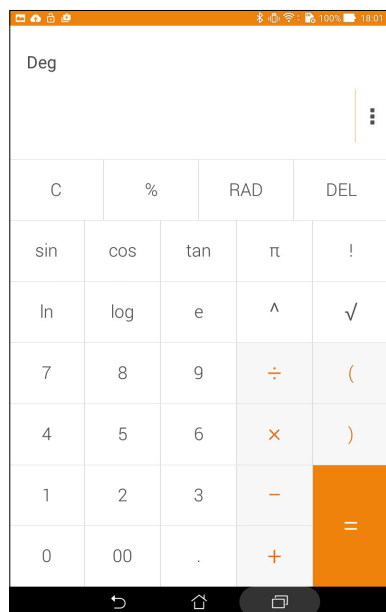 100% 18:01
Deg
C % RAD DEL
sin cos tan π !
ln log e ^ √
7 8 9 ÷ (
4 5 6 × )
1 2 3 −
=
0 00 . +